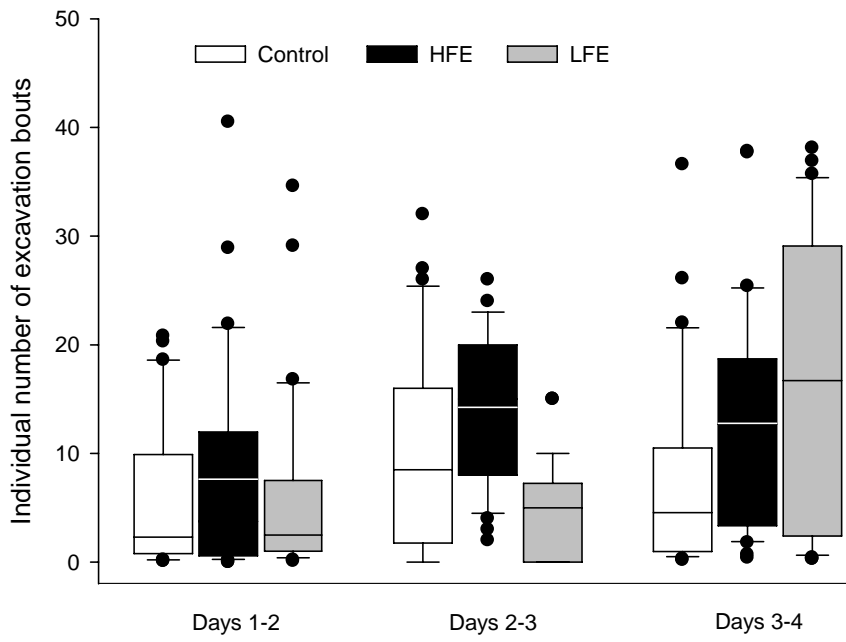 50
Control HFE LFE
40
30
20
10
0
Individual number of excavation bouts
Days 1-2 Days 2-3 Days 3-4